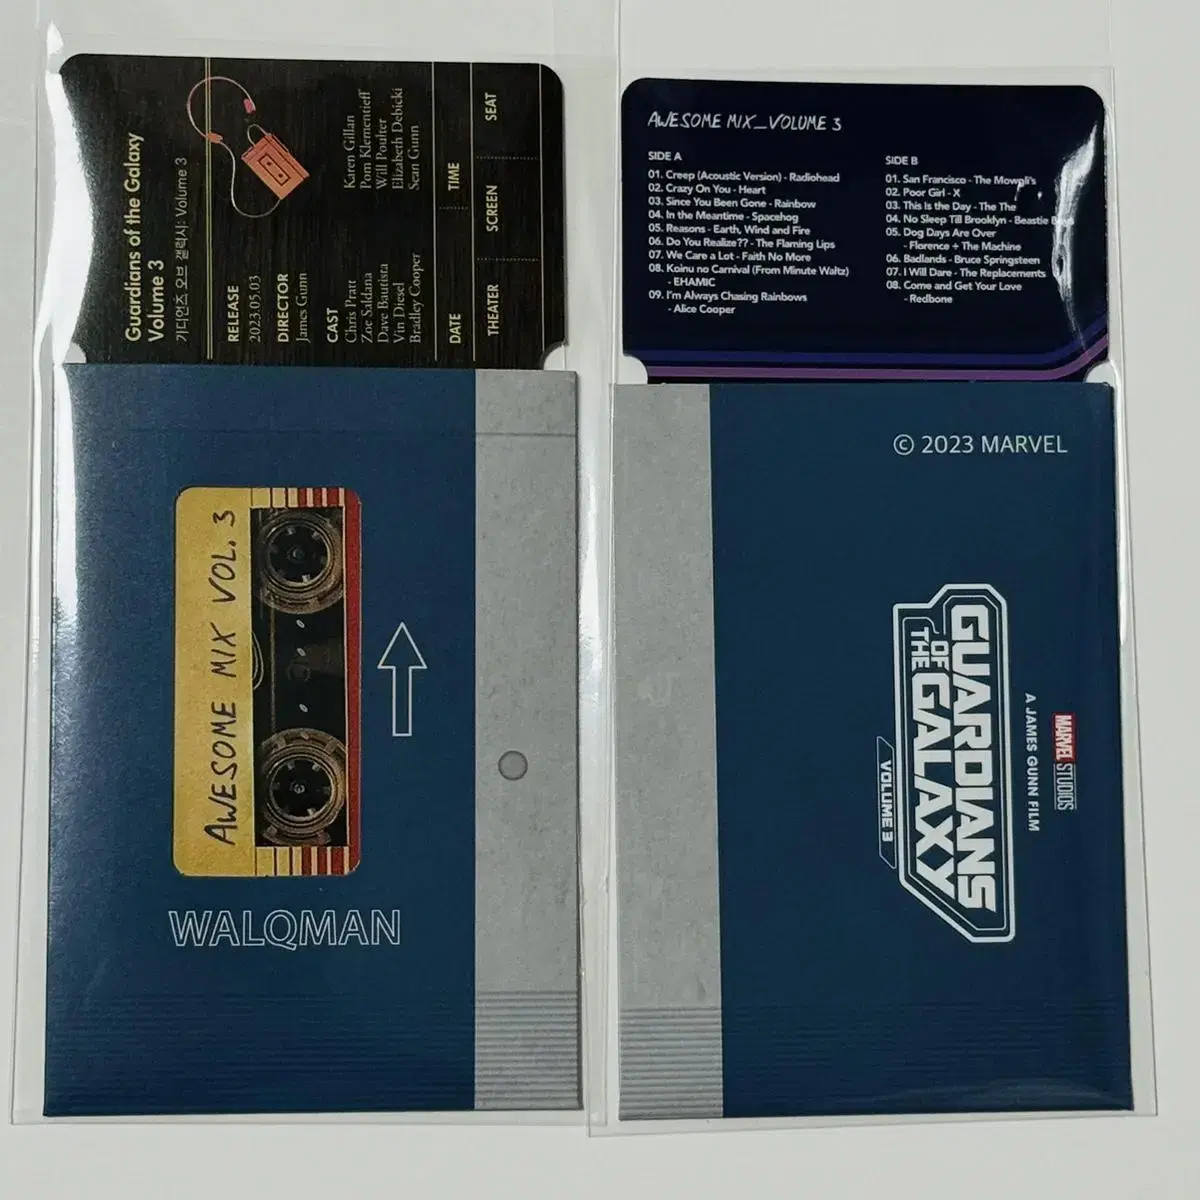 Guardians of the Galaxy
Volume 3
가디언즈 오브 갤럭시: Volume 3
RELEASE
2023.05.03
DIRECTOR
James Gunn
CAST
Chris Pratt
Zoe Saldana
Dave Bautista
Vin Diesel
Bradley Cooper
Karen Gillan
Pom Klementieff
Will Poulter
Elizabeth Debicki
Sean Gunn
DATE
TIME
THEATER
SCREEN
SEAT
AWESOME MIX VOL. 3
WALQMAN
AWESOME MIX_VOLUME 3
SIDE A
01. Creep (Acoustic Version) - Radiohead
02. Crazy On You - Heart
03. Since You Been Gone - Rainbow
04. In the Meantime - Spacehog
05. Reasons - Earth, Wind and Fire
06. Do You Realize?? - The Flaming Lips
07. We Care a Lot - Faith No More
08. Koinu no Carnival (From Minute Waltz)
- EHAMIC
09. I'm Always Chasing Rainbows
- Alice Cooper
SIDE B
01. San Francisco - The Mowgli's
02. Poor Girl - X
03. This Is the Day - The The
04. No Sleep Till Brooklyn - Beastie Boys
05. Dog Days Are Over
- Florence + The Machine
06. Badlands - Bruce Springsteen
07. I Will Dare - The Replacements
08. Come and Get Your Love
- Redbone
© 2023 MARVEL
MARVEL STUDIOS
A JAMES GUNN FILM
GUARDIANS
OF THE GALAXY
VOLUME 3